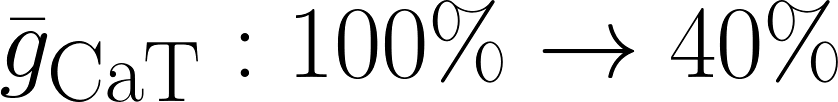 ḡCaT : 100% → 40%